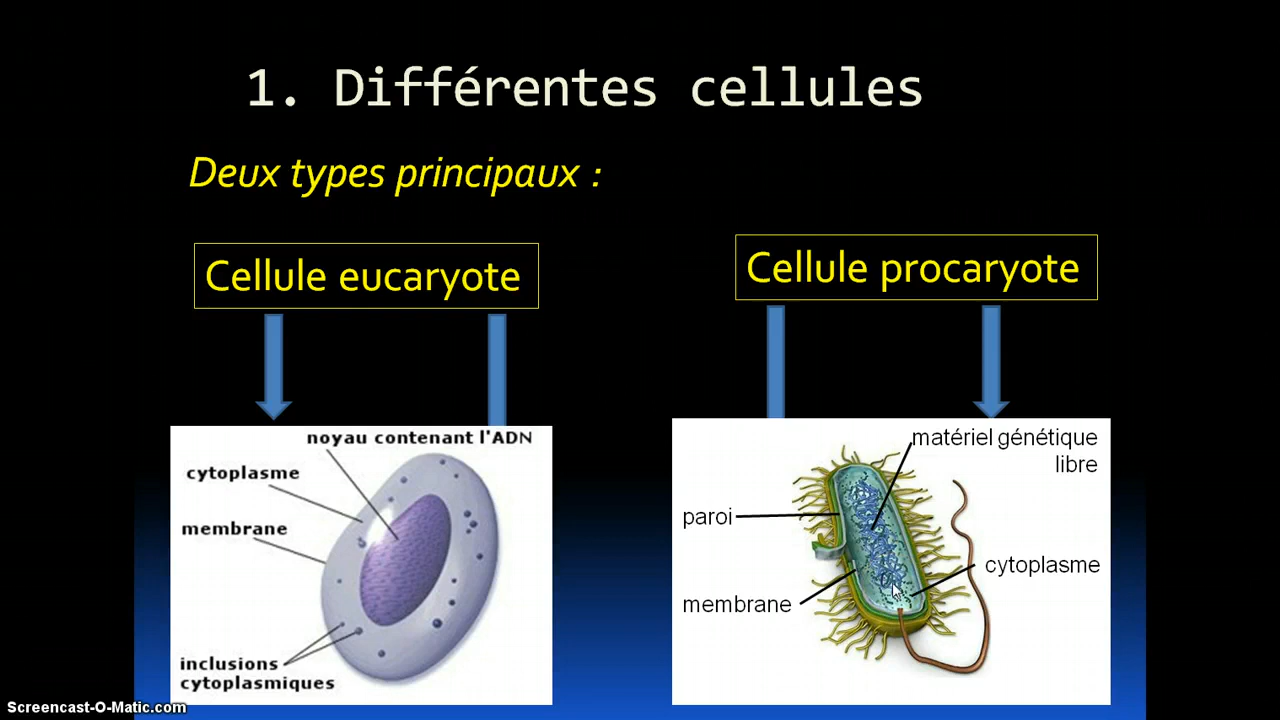 1. Différentes cellules
Deux types principaux :
Cellule eucaryote
noyau contenant l'ADN
cytoplasme
membrane
inclusions
cytoplasmiques
Cellule procaryote
matériel génétique
libre
paroi
cytoplasme
membrane
Screencast-O-Matic.com